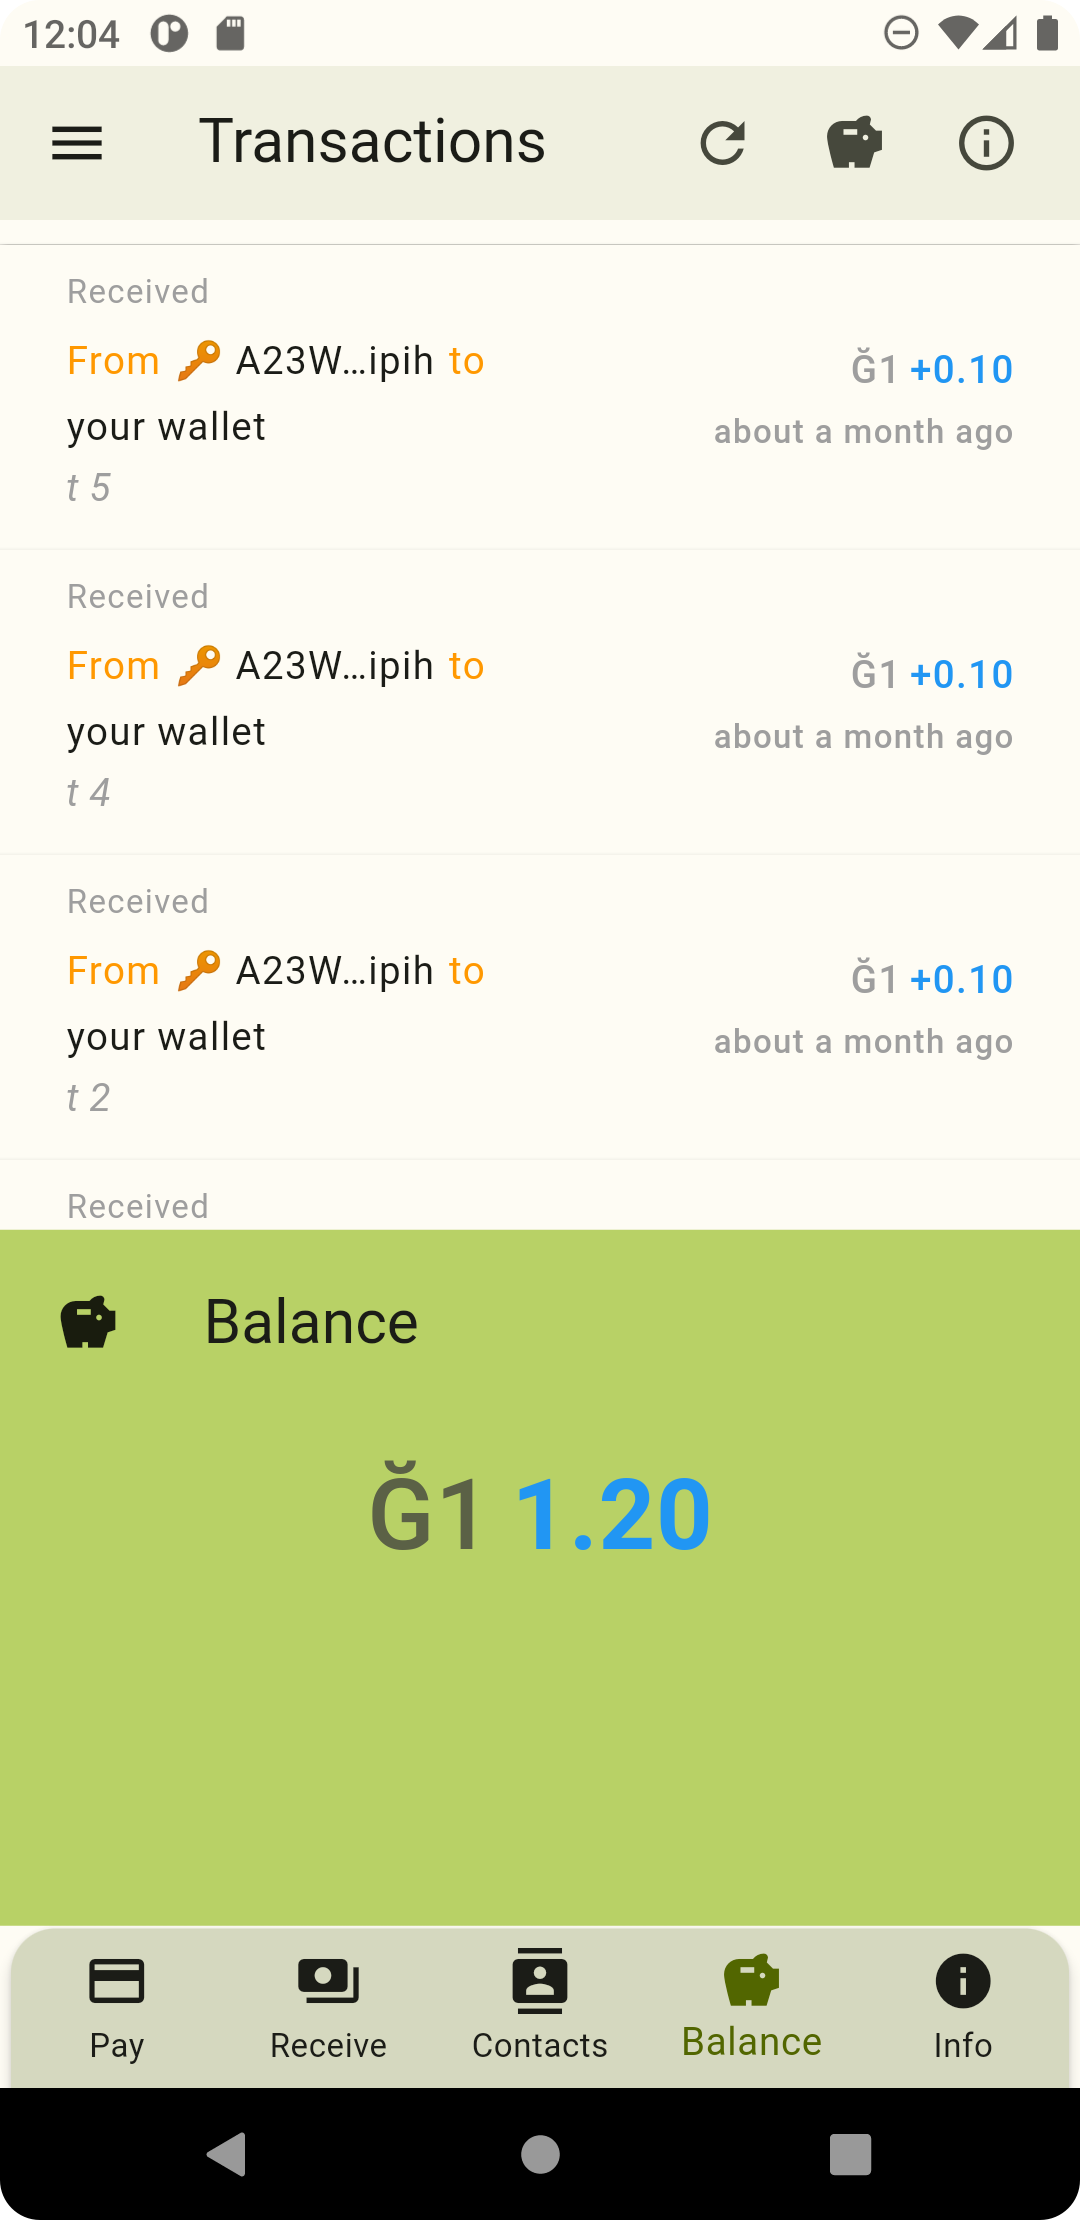 12:04
Transactions
Received
From 🔑 A23W…ipih to
your wallet
t 5
Ğ1 +0.10
about a month ago
Received
From 🔑 A23W…ipih to
your wallet
t 4
Ğ1 +0.10
about a month ago
Received
From 🔑 A23W…ipih to
your wallet
t 2
Ğ1 +0.10
about a month ago
Received
Balance
Ğ1 1.20
Pay
Receive
Contacts
Balance
Info